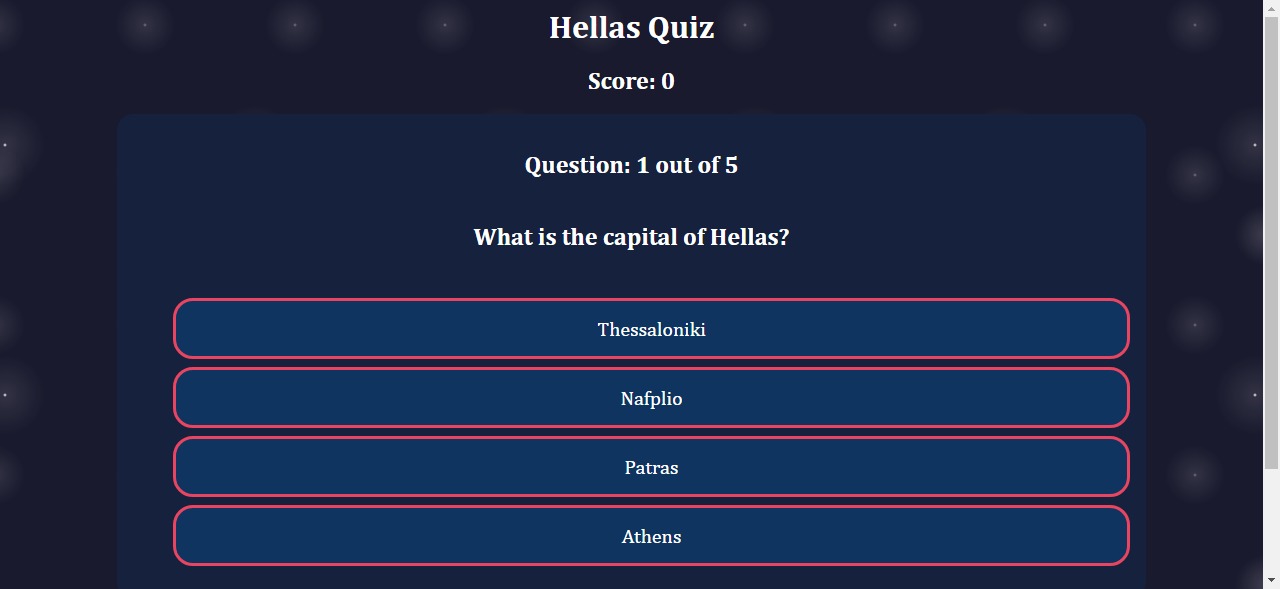 Hellas Quiz
Score: 0
Question: 1 out of 5
What is the capital of Hellas?
Thessaloniki
Nafplio
Patras
Athens